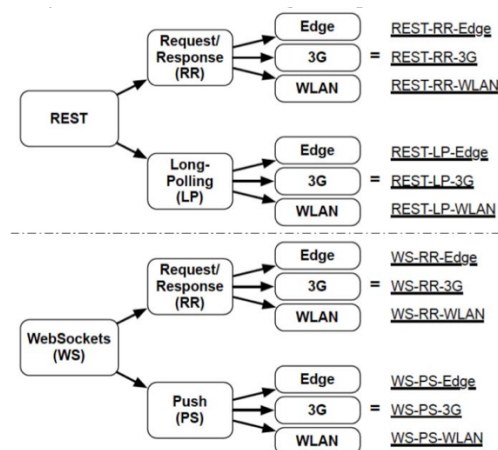 Request/
Response
(RR)
Edge
3G
WLAN
=
REST-RR-Edge
REST-RR-3G
REST-RR-WLAN
REST
Long-
Polling
(LP)
Edge
3G
WLAN
=
REST-LP-Edge
REST-LP-3G
REST-LP-WLAN
Request/
Response
(RR)
Edge
3G
WLAN
=
WS-RR-Edge
WS-RR-3G
WS-RR-WLAN
WebSockets
(WS)
Push
(PS)
Edge
3G
WLAN
=
WS-PS-Edge
WS-PS-3G
WS-PS-WLAN